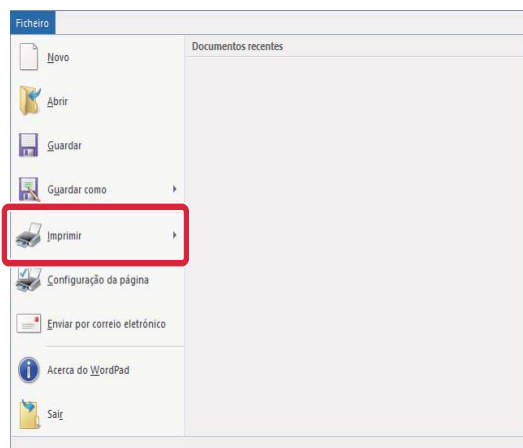 Ficheiro
Documentos recentes
Novo
Abrir
Guardar
Guardar como
Imprimir
Configuração da página
Enviar por correio eletrónico
Acerca do WordPad
Sair